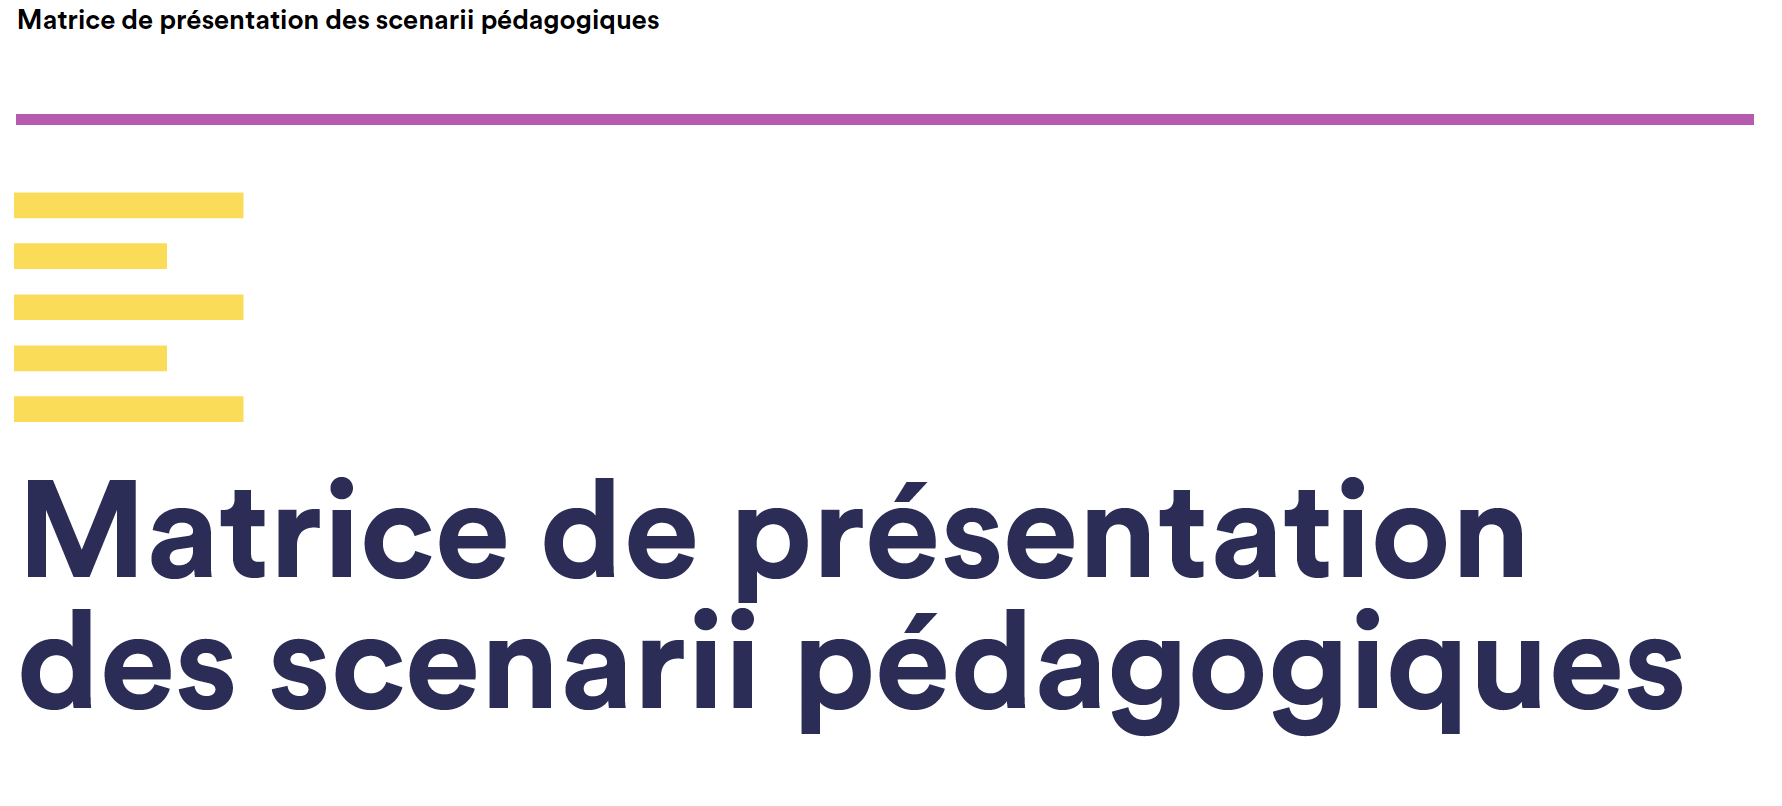 Matrice de présentation des scenarii pédagogiques
Matrice de présentation
des scenarii pédagogiques